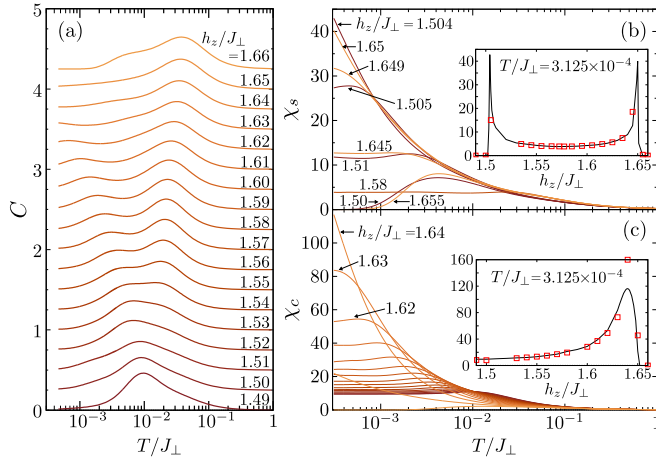 (a)
h_z/J_⊥
=1.66
1.65
1.64
1.63
1.62
1.61
1.60
1.59
1.58
1.57
1.56
1.55
1.54
1.53
1.52
1.51
1.50
1.49
C
5
4
3
2
1
0
10⁻³ 10⁻² 10⁻¹ 1
T/J_⊥
(b)
χ_s
40
30
20
10
0
h_z/J_⊥=1.504
1.65
1.649
1.505
1.645
1.51
1.58
1.50 1.655
T/J_⊥=3.125×10⁻⁴
40
30
20
10
0
1.5 1.55 1.6 1.65
h_z/J_⊥
(c)
χ_c
100
80
60
40
20
0
h_z/J_⊥=1.64
1.63
1.62
T/J_⊥=3.125×10⁻⁴
160
120
80
40
0
1.5 1.55 1.6 1.65
h_z/J_⊥
10⁻³ 10⁻² 10⁻¹ 1
T/J_⊥